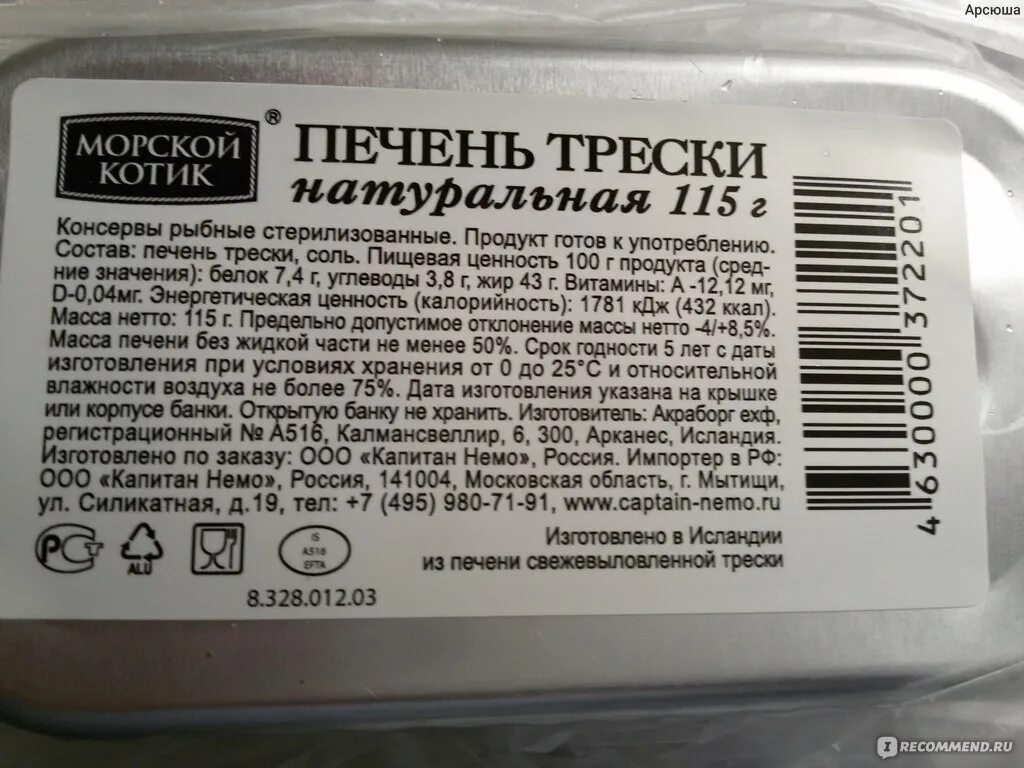 Арсюша
МОРСКОЙ
КОТИК
®
ПЕЧЕНЬ ТРЕСКИ
натуральная 115 г
Консервы рыбные стерилизованные. Продукт готов к употреблению.
Состав: печень трески, соль. Пищевая ценность 100 г продукта (сред-
ние значения): белок 7,4 г, углеводы 3,8 г, жир 43 г. Витамины: А -12,12 мг,
D-0,04мг. Энергетическая ценность (калорийность): 1781 кДж (432 ккал).
Масса нетто: 115 г. Предельно допустимое отклонение массы нетто -4/+8,5%.
Масса печени без жидкой части не менее 50%. Срок годности 5 лет с даты
изготовления при условиях хранения от 0 до 25°С и относительной
влажности воздуха не более 75%. Дата изготовления указана на крышке
или корпусе банки. Открытую банку не хранить. Изготовитель: Акраборг ехф,
регистрационный № А516, Калмансвеллир, 6, 300, Арканес, Исландия.
Изготовлено по заказу: ООО «Капитан Немо», Россия. Импортер в РФ:
ООО «Капитан Немо», Россия, 141004, Московская область, г. Мытищи,
ул. Силикатная, д.19, тел: +7 (495) 980-71-91, www.captain-nemo.ru
Изготовлено в Исландии
из печени свежевыловленной трески
РСТ
ALU
IS
A516
EFTA
8.328.012.03
4 630000 372201
IRECOMMEND.RU